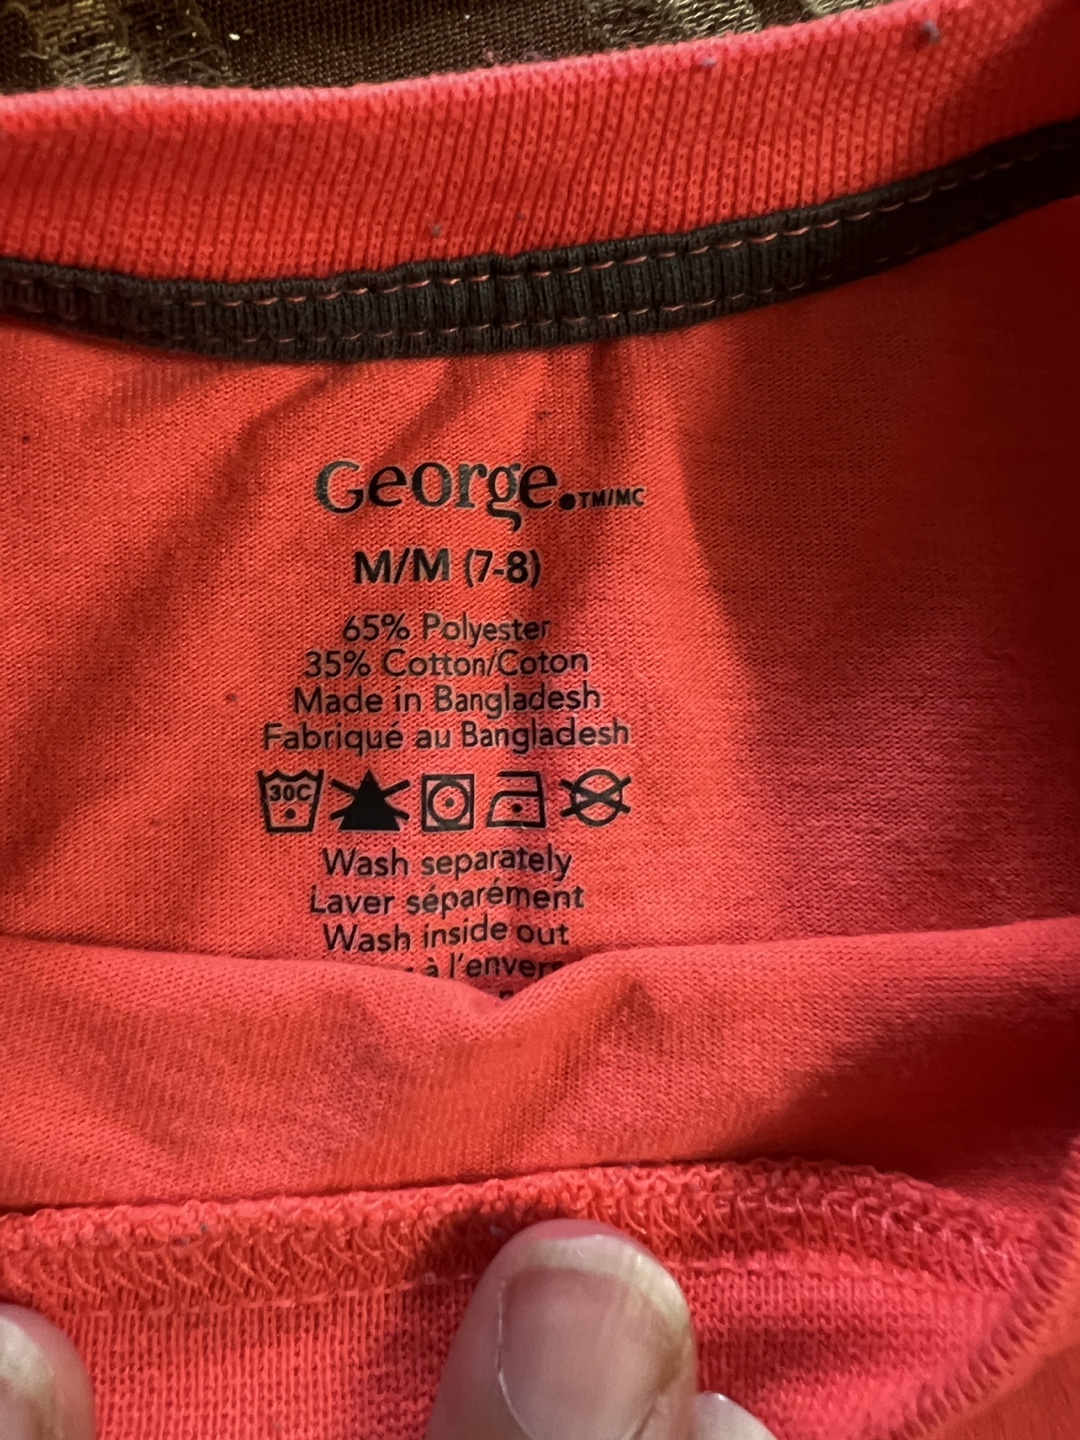 George.TM/MC
M/M (7-8)
65% Polyester
35% Cotton/Coton
Made in Bangladesh
Fabriqué au Bangladesh
30C
Wash separately
Laver séparément
Wash inside out
à l'envers